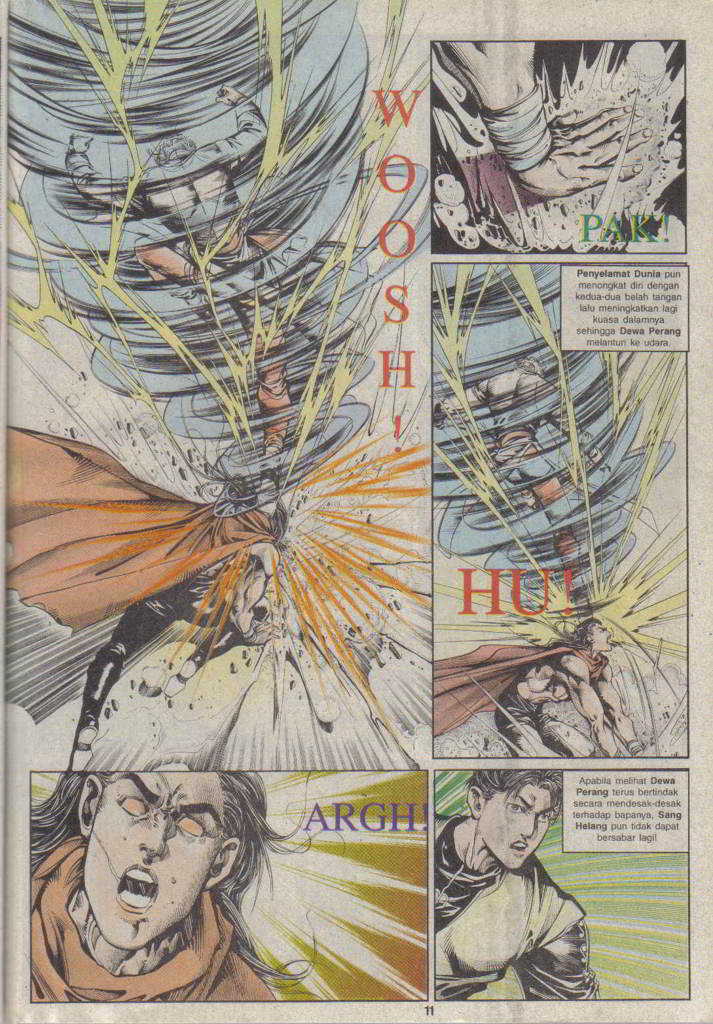 WOOSH!
PAK!
Penyelamat Dunia pun
menongkat diri dengan
kedua-dua belah tangan
lalu meningkatkan lagi
kuasa dalamnya
sehingga Dewa Perang
melantun ke udara.
HU!
ARGH!
Apabila melihat Dewa
Perang terus bertindak
secara mendesak-desak
terhadap bapanya, Sang
Helang pun tidak dapat
bersabar lagi!
11